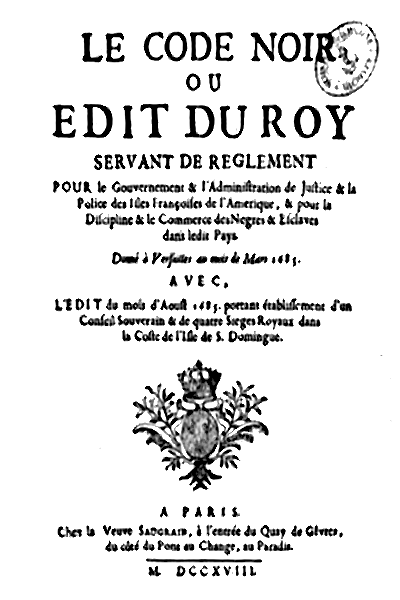 LE CODE NOIR
OU
EDIT DU ROY
SERVANT DE REGLEMENT
POUR le Gouvernement & l'Administration de Justice & la
Police des Isles Françoises de l'Amerique, & pour la
Discipline & le Commerce des Negres & Esclaves
dans ledit Pays.
Donné à Versailles au mois de Mars 1685.
AVEC,
L'EDIT du mois d'Aoust 1685. portant établissement d'un
Conseil Souverain & de quatre Sieges Royaux dans
la Coste de l'Isle de S. Domingue.
A PARIS.
Chez la Veuve SAUGRAIN, à l'entrée du Quay de Gêvres,
du côté du Pont au Change, au Paradis.
M. DCCXVIII.